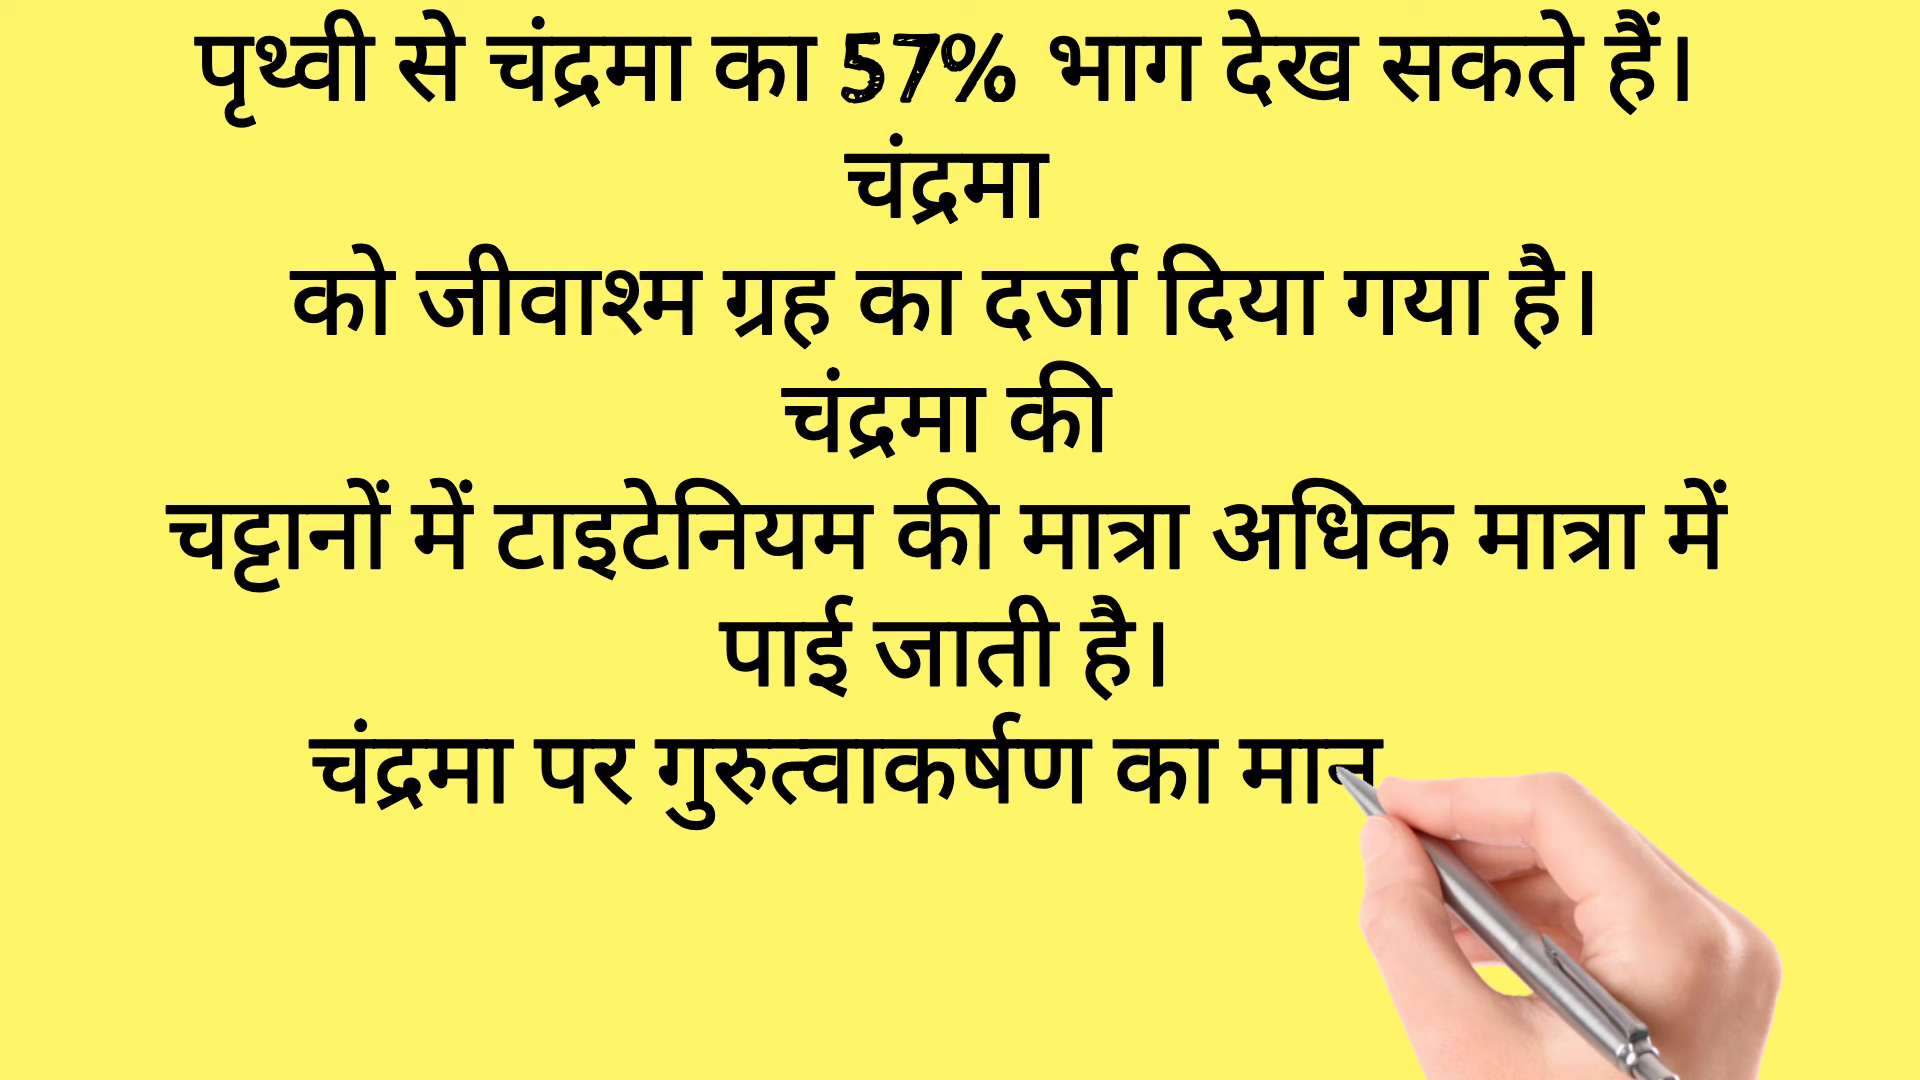 पृथ्वी से चंद्रमा का 57% भाग देख सकते हैं।
चंद्रमा
को जीवाश्म ग्रह का दर्जा दिया गया है।
चंद्रमा की
चट्टानों में टाइटेनियम की मात्रा अधिक मात्रा में
पाई जाती है।
चंद्रमा पर गुरुत्वाकर्षण का मान